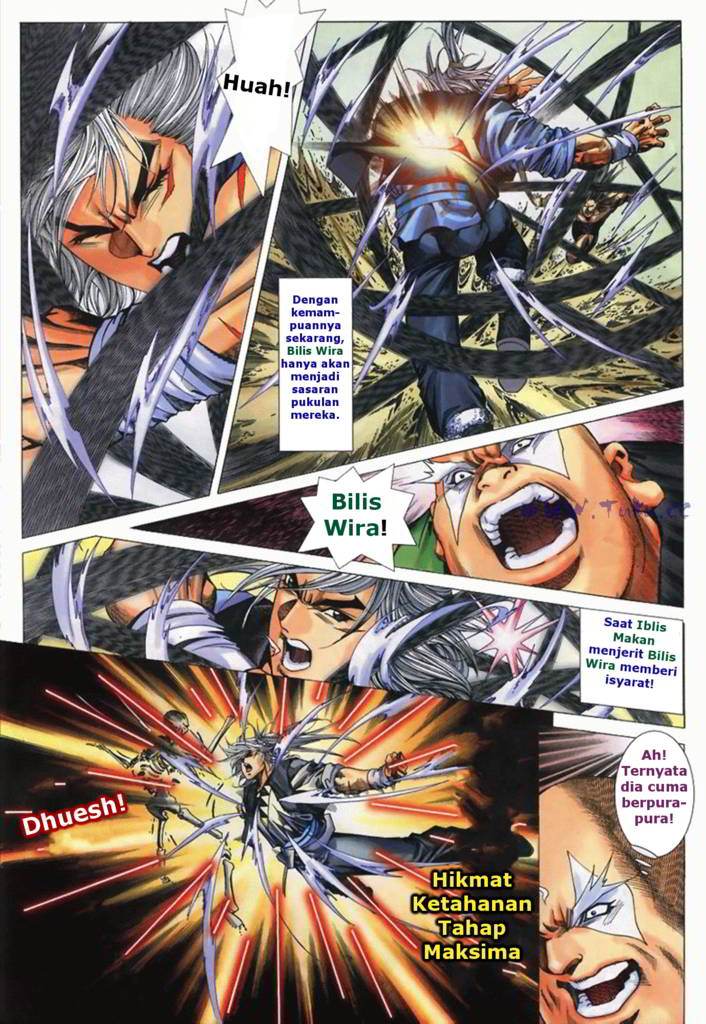 Huah!
Dengan
kemam-
puannya
sekarang,
Bilis Wira
hanya akan
menjadi
sasaran
pukulan
mereka.
Bilis
Wira!
Saat Iblis
Makan
menjerit Bilis
Wira memberi
isyarat!
Ah!
Ternyata
dia cuma
berpura-
pura!
Dhuesh!
Hikmat
Ketahanan
Tahap
Maksima